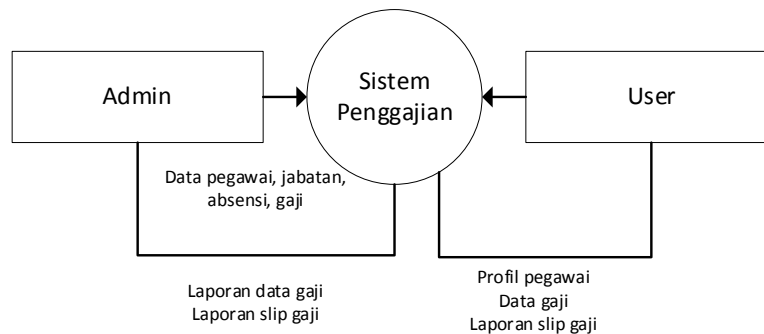 Admin
Sistem
Penggajian
User
Data pegawai, jabatan,
absensi, gaji
Laporan data gaji
Laporan slip gaji
Profil pegawai
Data gaji
Laporan slip gaji